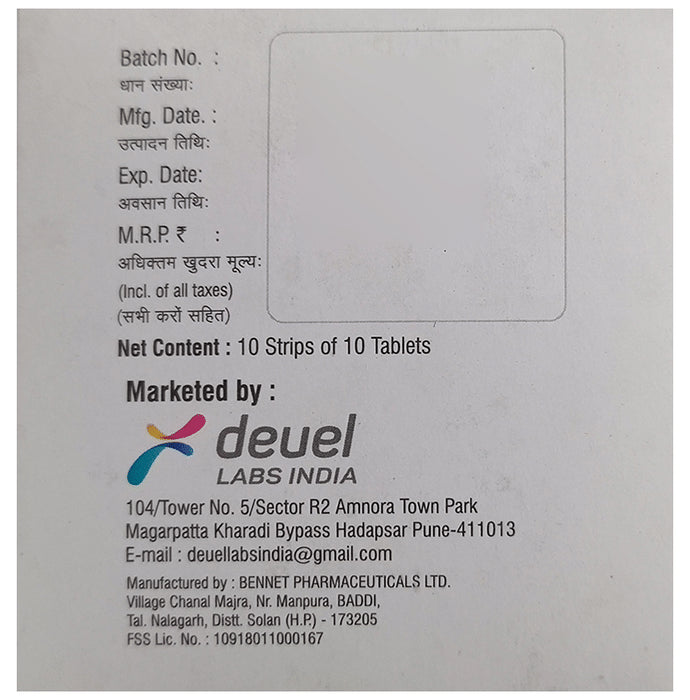 Batch No. :
धान संख्याः
Mfg. Date. :
उत्पादन तिथिः
Exp. Date:
अवसान तिथिः
M.R.P. ₹ :
अधिक्तम खुदरा मूल्यः
(Incl. of all taxes)
(सभी करों सहित)
Net Content : 10 Strips of 10 Tablets
Marketed by :
deuel
LABS INDIA
104/Tower No. 5/Sector R2 Amnora Town Park
Magarpatta Kharadi Bypass Hadapsar Pune-411013
E-mail : deuellabsindia@gmail.com
Manufactured by : BENNET PHARMACEUTICALS LTD.
Village Chanal Majra, Nr. Manpura, BADDI,
Tal. Nalagarh, Distt. Solan (H.P.) - 173205
FSS Lic. No. : 10918011000167